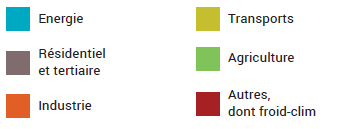 Energie
Résidentiel
et tertiaire
Industrie
Transports
Agriculture
Autres,
dont froid-clim